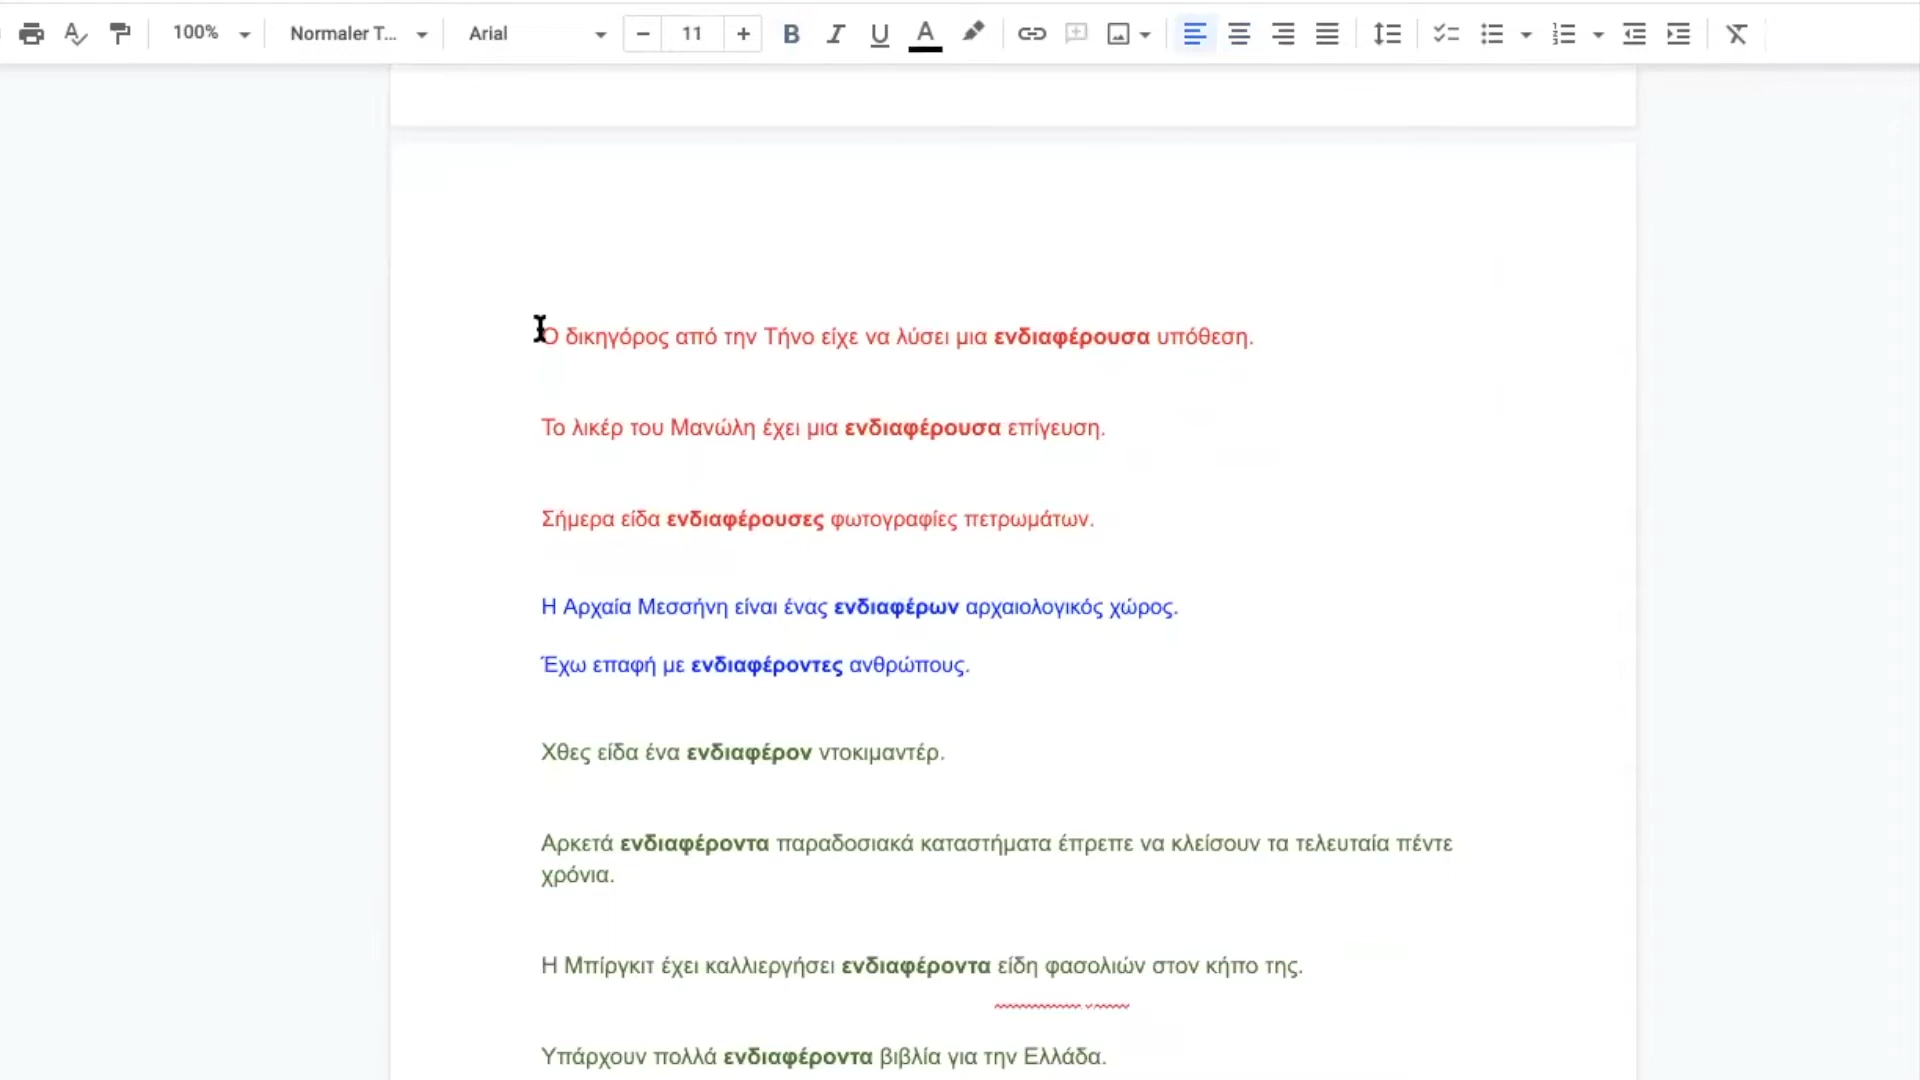 100% Normaler T... Arial 11
Ο δικηγόρος από την Τήνο είχε να λύσει μια ενδιαφέρουσα υπόθεση.
Το λικέρ του Μανώλη έχει μια ενδιαφέρουσα επίγευση.
Σήμερα είδα ενδιαφέρουσες φωτογραφίες πετρωμάτων.
Η Αρχαία Μεσσήνη είναι ένας ενδιαφέρων αρχαιολογικός χώρος.
Έχω επαφή με ενδιαφέροντες ανθρώπους.
Χθες είδα ένα ενδιαφέρον ντοκιμαντέρ.
Αρκετά ενδιαφέροντα παραδοσιακά καταστήματα έπρεπε να κλείσουν τα τελευταία πέντε
χρόνια.
Η Μπίργκιτ έχει καλλιεργήσει ενδιαφέροντα είδη φασολιών στον κήπο της.
Υπάρχουν πολλά ενδιαφέροντα βιβλία για την Ελλάδα.